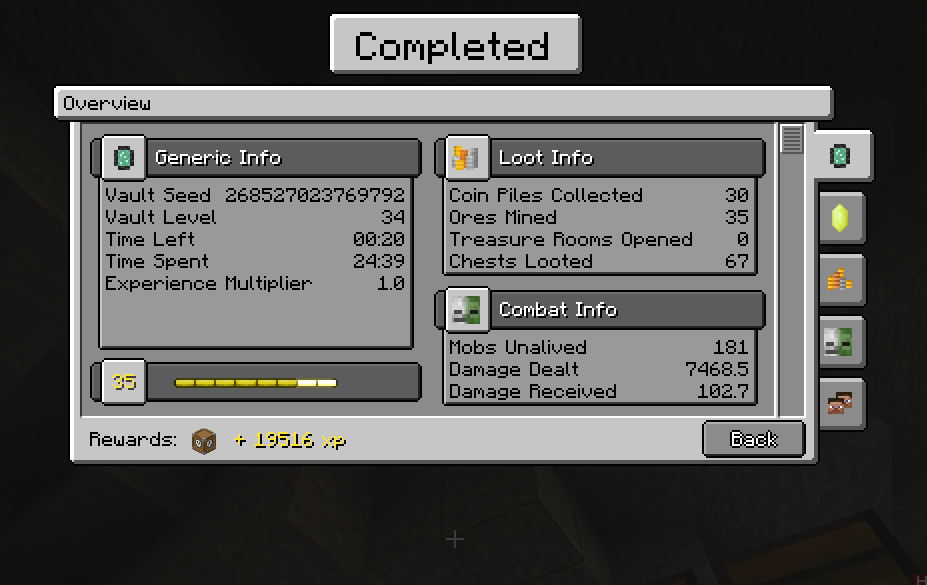 Completed
Overview
Generic Info
Vault Seed 268527023769792
Vault Level 34
Time Left 00:20
Time Spent 24:39
Experience Multiplier 1.0
35
Loot Info
Coin Piles Collected 30
Ores Mined 35
Treasure Rooms Opened 0
Chests Looted 67
Combat Info
Mobs Unalived 181
Damage Dealt 7468.5
Damage Received 102.7
Rewards: + 19516 xp
Back